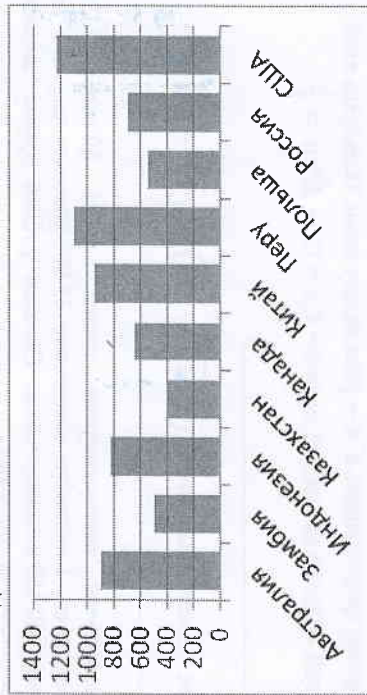 1400
1200
1000
800
600
400
200
0
Австралия
Замбия
Индонезия
Казахстан
Канада
Китай
Перу
Польша
Россия
США